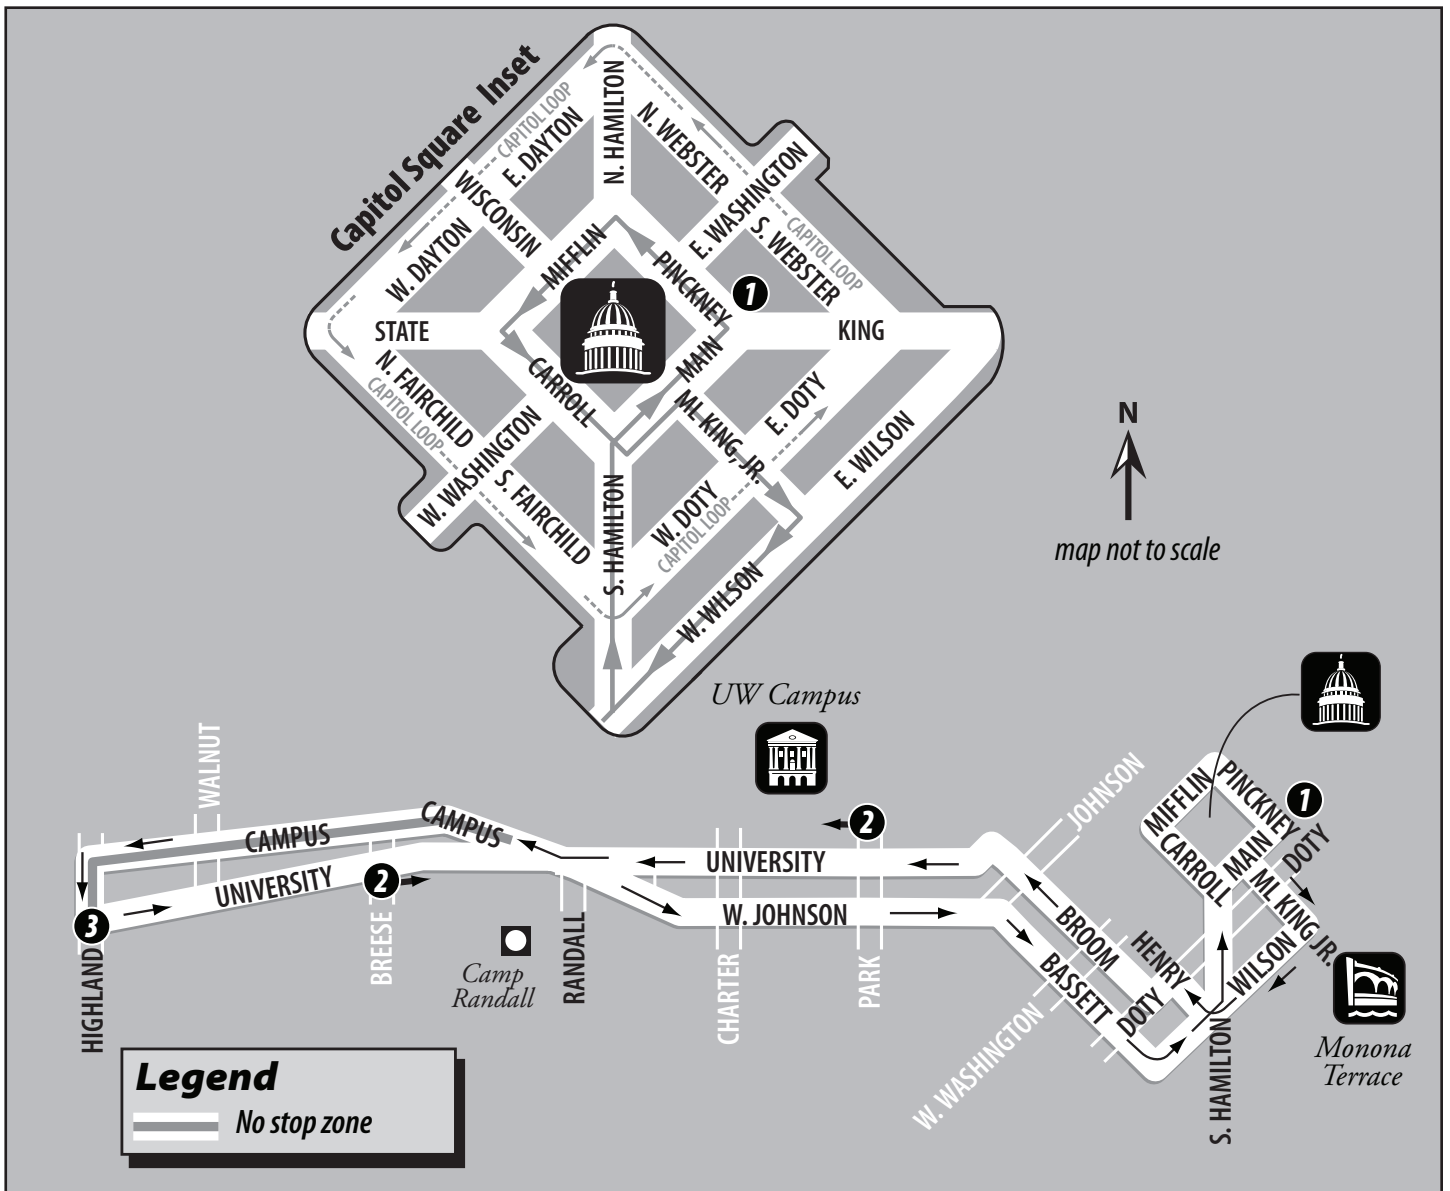 Capitol Square Inset
CAPITOL LOOP
E. DAYTON
N. HAMILTON
N. WEBSTER
E. WASHINGTON
WISCONSIN
W. DAYTON
MIFFLIN
PINCKNEY
S. WEBSTER
CAPITOL LOOP
1
STATE
KING
MAIN
CARROLL
N. FAIRCHILD
CAPITOL LOOP
W. WASHINGTON
S. FAIRCHILD
S. HAMILTON
ML KING, JR.
E. DOTY
W. DOTY
CAPITOL LOOP
E. WILSON
W. WILSON
N
map not to scale
UW Campus
WALNUT
CAMPUS
CAMPUS
UNIVERSITY
2
3
HIGHLAND
BREESE
Camp
Randall
RANDALL
UNIVERSITY
2
W. JOHNSON
CHARTER
PARK
JOHNSON
BROOM
BASSETT
W. WASHINGTON
HENRY
DOTY
MIFFLIN
PINCKNEY
1
DOTY
MAIN
CARROLL
ML KING JR.
WILSON
S. HAMILTON
Monona
Terrace
Legend
No stop zone